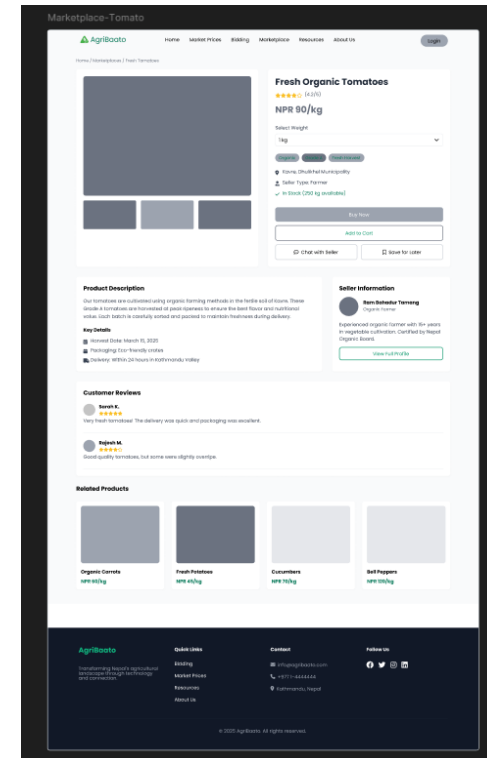 Marketplace-Tomato
AgriBaato
Home
Market Prices
Bidding
Marketplace
Resources
About Us
Login
Home / Marketplaces / Fresh Tomatoes
Fresh Organic Tomatoes
(4.2/5)
NPR 90/kg
Select Weight
1kg
Organic
Fresh Harvest
Kavre, Dhulikhel Municipality
Seller Type: Farmer
In Stock (250 kg available)
Buy Now
Add to Cart
Chat with Seller
Save for Later
Product Description
Our tomatoes are cultivated using organic farming methods in the fertile soil of Kavre. These
Grade A tomatoes are harvested at peak ripeness to ensure the best flavor and nutritional
value. Each batch is carefully sorted and packed to maintain freshness during delivery.
Key Details
Harvest Date: March 10, 2025
Packaging: Eco-friendly crates
Delivery: Within 24 hours in Kathmandu Valley
Seller Information
Ram Bahadur Tamang
Organic Farmer
Experienced organic farmer with 15+ years
in vegetable cultivation. Certified by Nepal
Organic Board.
View Full Profile
Customer Reviews
Sarah K.
Very fresh tomatoes! The delivery was quick and packaging was excellent.
Rajesh M.
Good quality tomatoes, but some were slightly overripe.
Related Products
Organic Carrots
NPR 60/kg
Fresh Potatoes
NPR 45/kg
Cucumbers
NPR 70/kg
Bell Peppers
NPR 120/kg
AgriBaato
Transforming Nepal's agricultural
landscape through technology
and connection.
Quick Links
Bidding
Market Prices
Resources
About Us
Contact
info@agribaato.com
+977 1-4444444
Kathmandu, Nepal
Follow Us
© 2025 AgriBaato. All rights reserved.